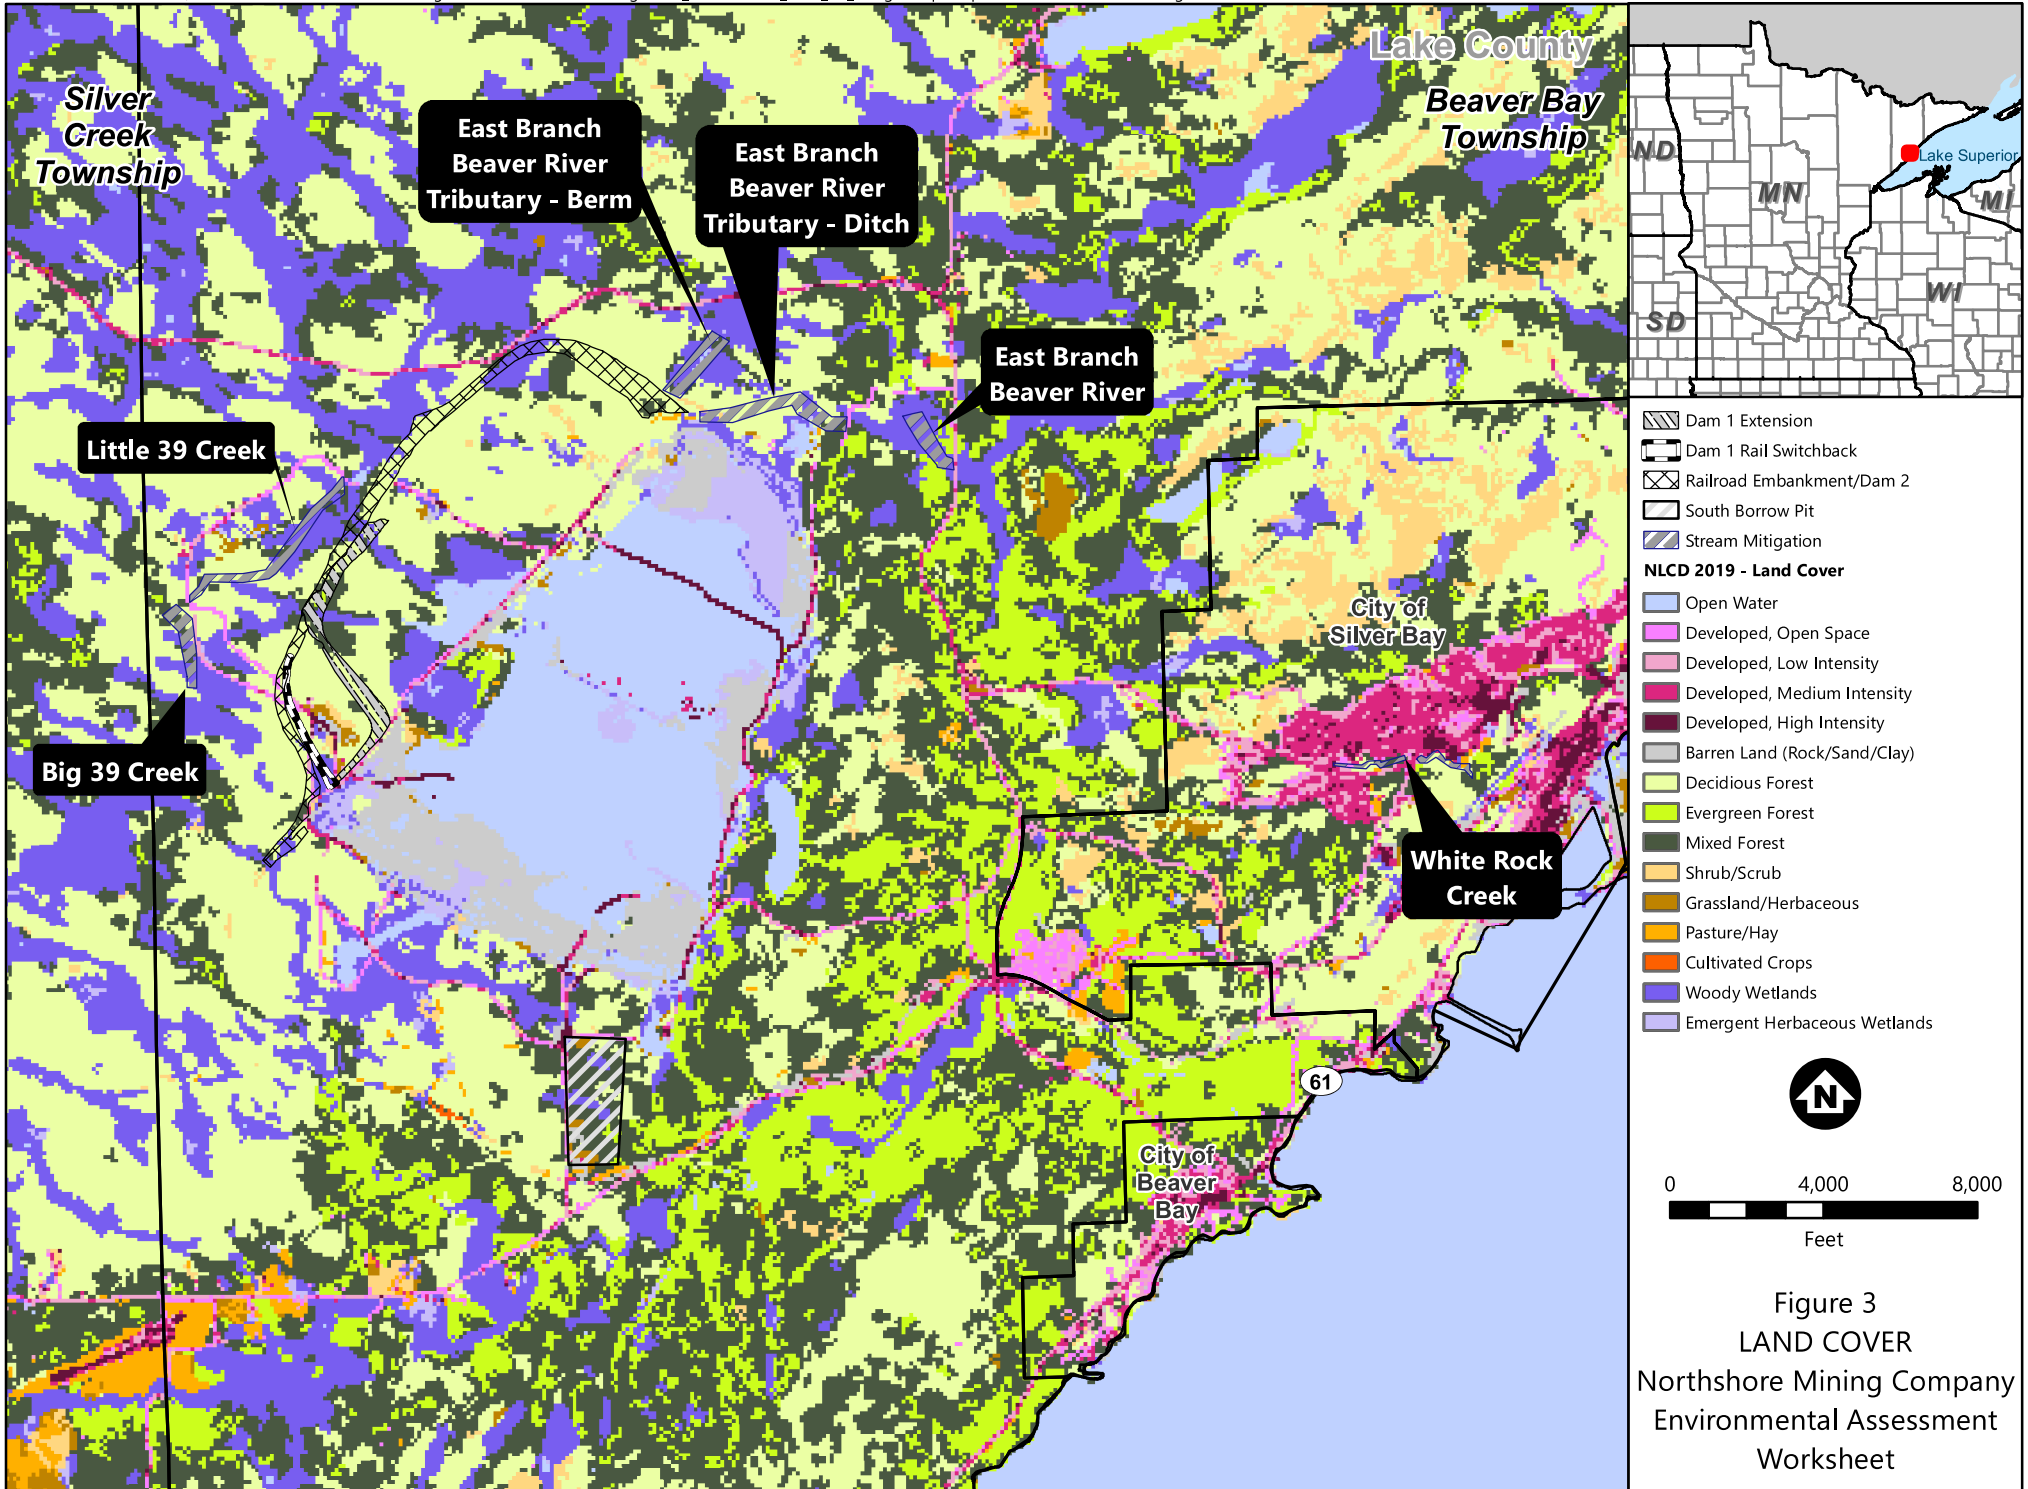 Lake County
Silver
Creek
Township
East Branch
Beaver River
Tributary - Berm
East Branch
Beaver River
Tributary - Ditch
Beaver Bay
Township
East Branch
Beaver River
Little 39 Creek
Big 39 Creek
City of
Silver Bay
White Rock
Creek
61
City of
Beaver
Bay
ND
MN
Lake Superior
MI
WI
SD
Dam 1 Extension
Dam 1 Rail Switchback
Railroad Embankment/Dam 2
South Borrow Pit
Stream Mitigation
NLCD 2019 - Land Cover
Open Water
Developed, Open Space
Developed, Low Intensity
Developed, Medium Intensity
Developed, High Intensity
Barren Land (Rock/Sand/Clay)
Decidious Forest
Evergreen Forest
Mixed Forest
Shrub/Scrub
Grassland/Herbaceous
Pasture/Hay
Cultivated Crops
Woody Wetlands
Emergent Herbaceous Wetlands
N
0 4,000 8,000
Feet
Figure 3
LAND COVER
Northshore Mining Company
Environmental Assessment
Worksheet